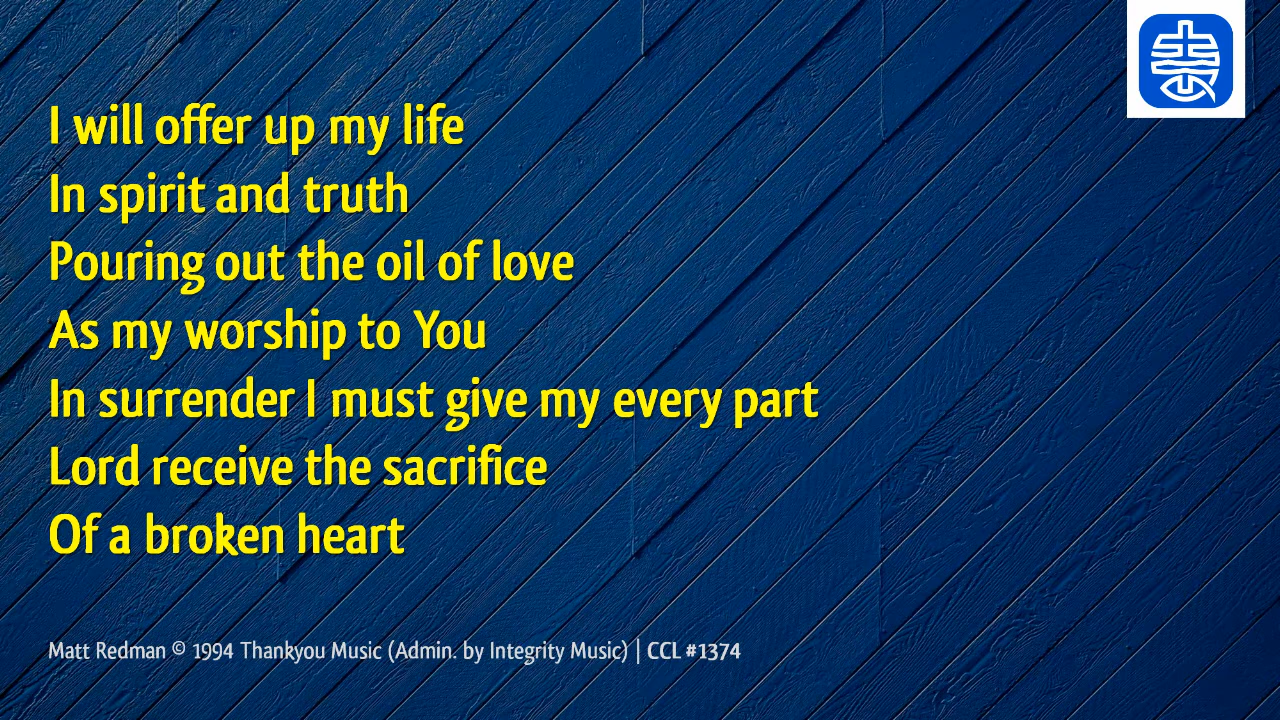 I will offer up my life
In spirit and truth
Pouring out the oil of love
As my worship to You
In surrender I must give my every part
Lord receive the sacrifice
Of a broken heart
Matt Redman © 1994 Thankyou Music (Admin. by Integrity Music) | CCL #1374